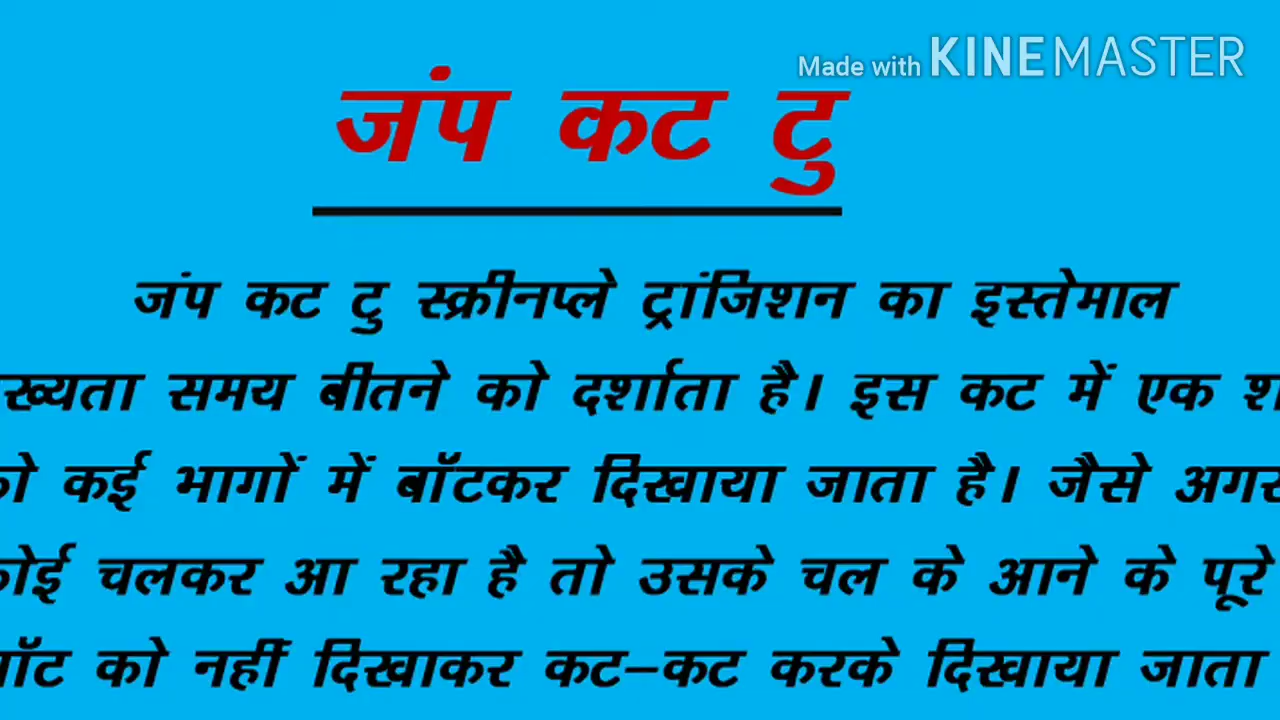 Made with KINEMASTER
जंप कट टु
जंप कट टु स्क्रीनप्ले ट्रांजिशन का इस्तेमाल
समय बीतने को दर्शाता है। इस कट में एक
कई भागों में बॉटकर दिखाया जाता है। जैसे अगर
चलकर आ रहा है तो उसके चल के आने के पूरे
को नहीं दिखाकर कट–कट करके दिखाया जाता